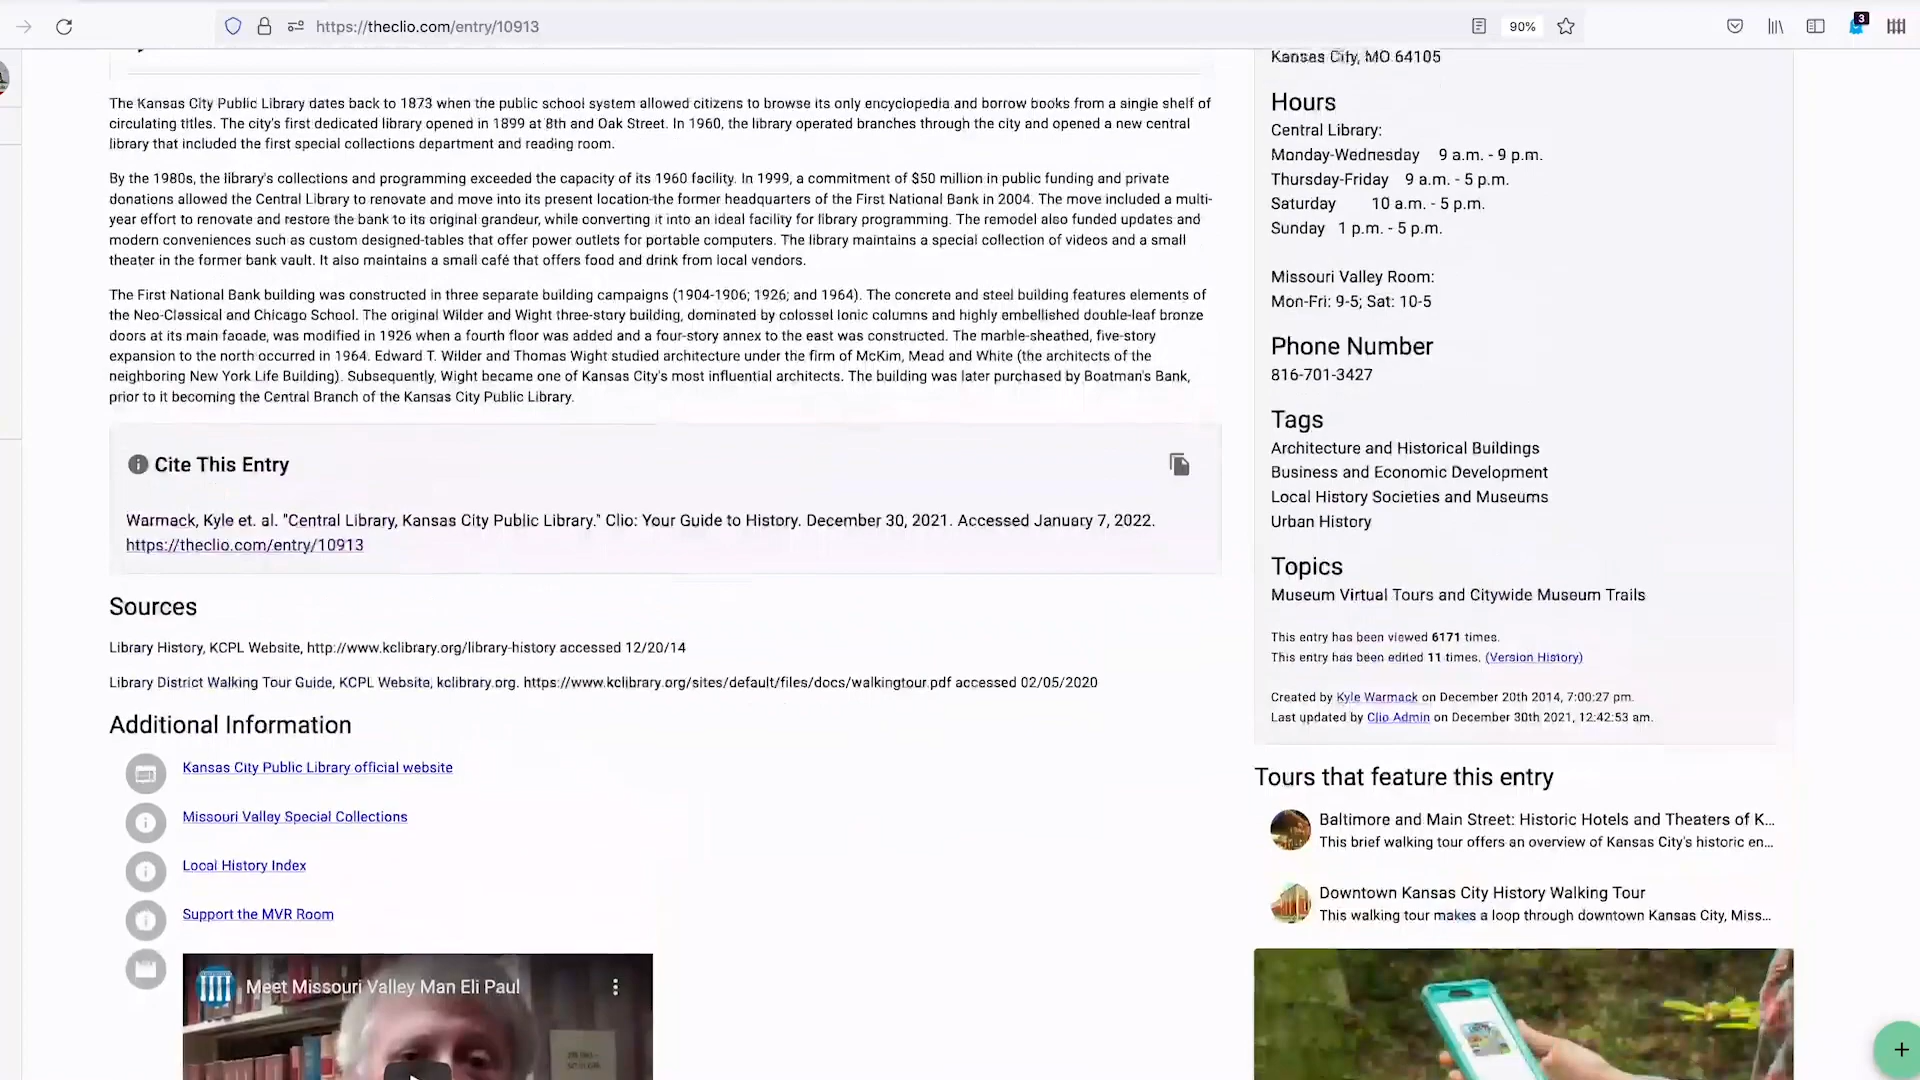 https://theclio.com/entry/10913
90%
3
The Kansas City Public Library dates back to 1873 when the public school system allowed citizens to browse its only encyclopedia and borrow books from a single shelf of
circulating titles. The city's first dedicated library opened in 1899 at 8th and Oak Street. In 1960, the library operated branches through the city and opened a new central
library that included the first special collections department and reading room.
By the 1980s, the library's collections and programming exceeded the capacity of its 1960 facility. In 1999, a commitment of $50 million in public funding and private
donations allowed the Central Library to renovate and move into its present location-the former headquarters of the First National Bank in 2004. The move included a multi-
year effort to renovate and restore the bank to its original grandeur, while converting it into an ideal facility for library programming. The remodel also funded updates and
modern conveniences such as custom designed-tables that offer power outlets for portable computers. The library maintains a special collection of videos and a small
theater in the former bank vault. It also maintains a small café that offers food and drink from local vendors.
The First National Bank building was constructed in three separate building campaigns (1904-1906; 1926; and 1964). The concrete and steel building features elements of
the Neo-Classical and Chicago School. The original Wilder and Wight three-story building, dominated by colossel Ionic columns and highly embellished double-leaf bronze
doors at its main facade, was modified in 1926 when a fourth floor was added and a four-story annex to the east was constructed. The marble-sheathed, five-story
expansion to the north occurred in 1964. Edward T. Wilder and Thomas Wight studied architecture under the firm of McKim, Mead and White (the architects of the
neighboring New York Life Building). Subsequently, Wight became one of Kansas City's most influential architects. The building was later purchased by Boatman's Bank,
prior to it becoming the Central Branch of the Kansas City Public Library.
Cite This Entry
Warmack, Kyle et. al. "Central Library, Kansas City Public Library." Clio: Your Guide to History. December 30, 2021. Accessed January 7, 2022.
https://theclio.com/entry/10913
Sources
Library History, KCPL Website, http://www.kclibrary.org/library-history accessed 12/20/14
Library District Walking Tour Guide, KCPL Website, kclibrary.org. https://www.kclibrary.org/sites/default/files/docs/walkingtour.pdf accessed 02/05/2020
Additional Information
Kansas City Public Library official website
Missouri Valley Special Collections
Local History Index
Support the MVR Room
Meet Missouri Valley Man Eli Paul
Kansas City, MO 64105
Hours
Central Library:
Monday-Wednesday 9 a.m. - 9 p.m.
Thursday-Friday 9 a.m. - 5 p.m.
Saturday 10 a.m. - 5 p.m.
Sunday 1 p.m. - 5 p.m.
Missouri Valley Room:
Mon-Fri: 9-5; Sat: 10-5
Phone Number
816-701-3427
Tags
Architecture and Historical Buildings
Business and Economic Development
Local History Societies and Museums
Urban History
Topics
Museum Virtual Tours and Citywide Museum Trails
This entry has been viewed 6171 times.
This entry has been edited 11 times. (Version History)
Created by Kyle Warmack on December 20th 2014, 7:00:27 pm.
Last updated by Clio Admin on December 30th 2021, 12:42:53 am.
Tours that feature this entry
Baltimore and Main Street: Historic Hotels and Theaters of K...
This brief walking tour offers an overview of Kansas City's historic en...
Downtown Kansas City History Walking Tour
This walking tour makes a loop through downtown Kansas City, Miss...